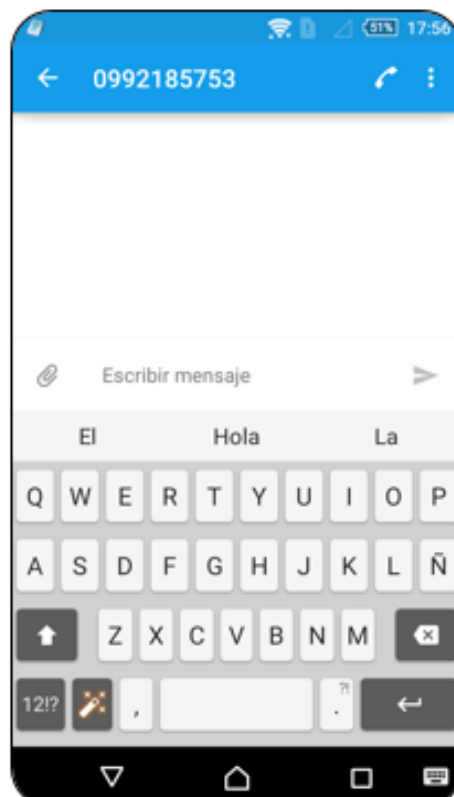 51% 17:56
0992185753
Escribir mensaje
El Hola La
Q W E R T Y U I O P
A S D F G H J K L Ñ
Z X C V B N M
12!? , ?! .